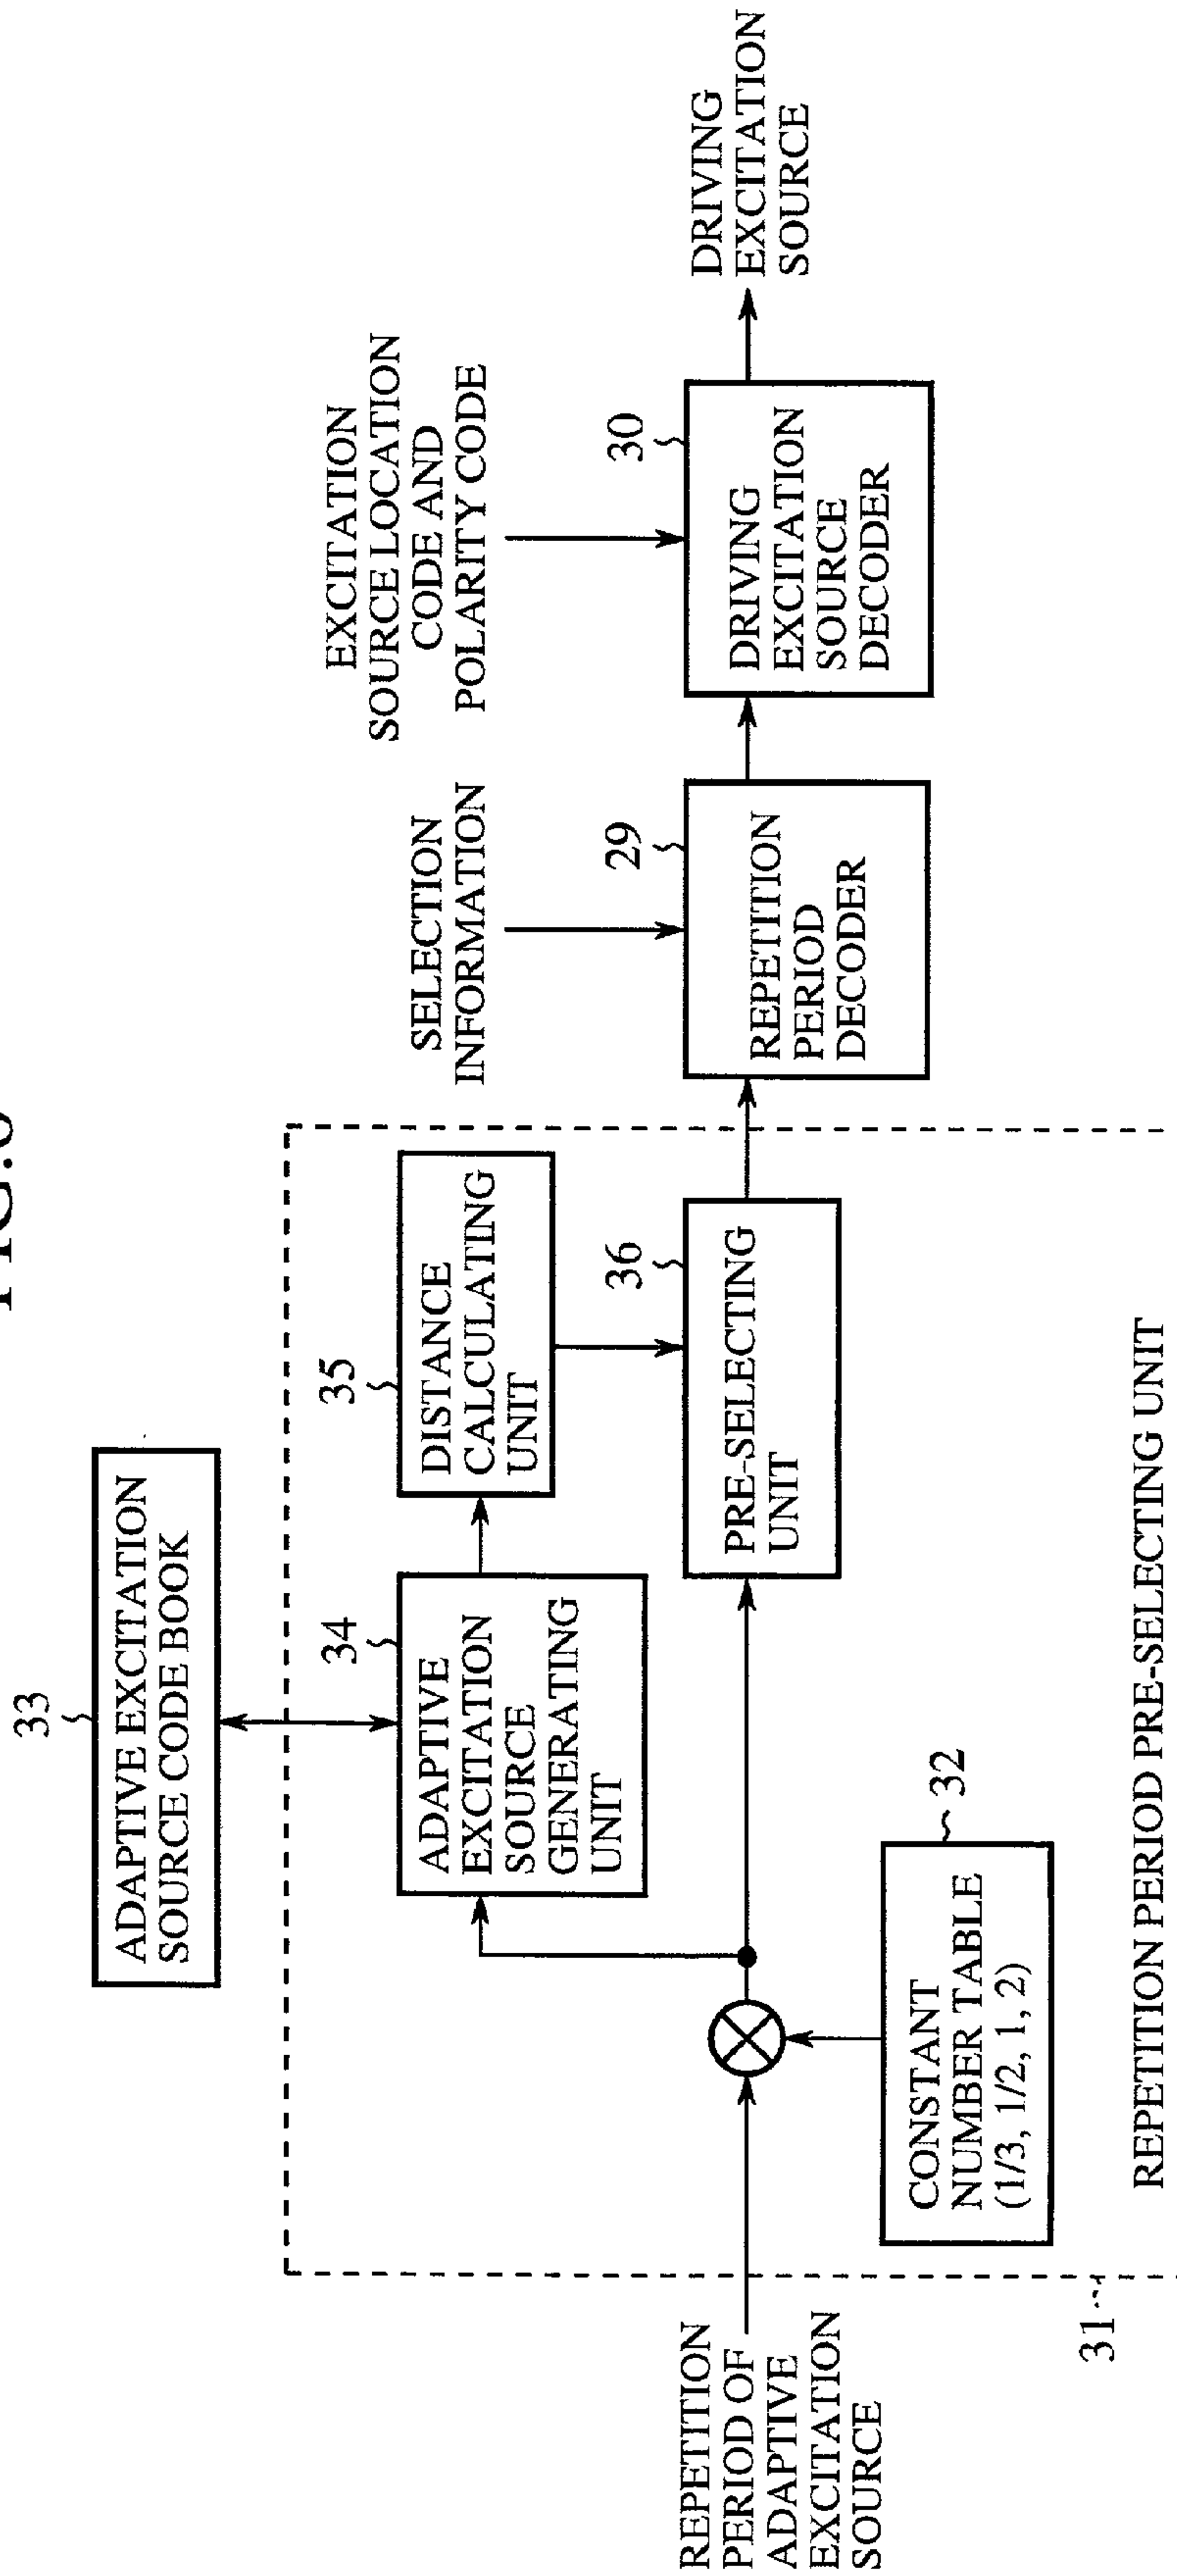 33
ADAPTIVE EXCITATION
SOURCE CODE BOOK
34
ADAPTIVE
EXCITATION
SOURCE
GENERATING
UNIT
35
DISTANCE
CALCULATING
UNIT
SELECTION
INFORMATION
EXCITATION
SOURCE LOCATION
CODE AND
POLARITY CODE
REPETITION
PERIOD OF
ADAPTIVE
EXCITATION
SOURCE
36
PRE-SELECTING
UNIT
29
REPETITION
PERIOD
DECODER
30
DRIVING
EXCITATION
SOURCE
DECODER
DRIVING
EXCITATION
SOURCE
32
CONSTANT
NUMBER TABLE
(1/3, 1/2, 1, 2)
31
REPETITION PERIOD PRE-SELECTING UNIT